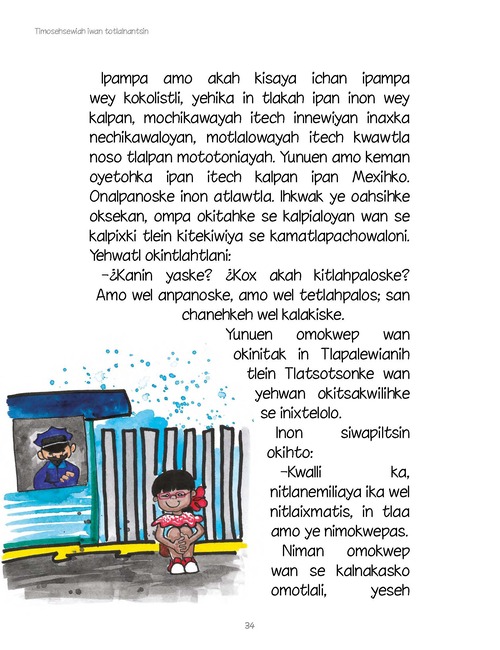 Timosehsewiah iwan totlalnantsin
Ipampa amo akah kisaya ichan ipampa
wey kokolistli, yehika in tlakah ipan inon wey
kalpan, mochikawayah itech innewiyan inaxka
nechikawaloyan, motlalowayah itech kwawtla
noso tlalpan mototoniayah. Yunuen amo keman
oyetohka ipan itech kalpan ipan Mexihko.
Onalpanoske inon atlawtla. Ihkwak ye oahsihke
oksekan, ompa okitahke se kalpialoyan wan se
kalpixki tlein kitekiwiya se kamatlapachowaloni.
Yehwatl okintlahtlani:
–¿Kanin yaske? ¿Kox akah kitlahpaloske?
Amo wel anpanoske, amo wel tetlahpalos; san
chanehkeh wel kalakiske.
Yunuen omokwep wan
okinitak in Tlapalewianih
tlein Tlatsotsonke wan
yehwan okitsakwilihke
se inixtelolo.
Inon siwapiltsin
okihto:
–Kwalli ka,
nitlanemiliaya ika wel
nitlaixmatis, in tlaa
amo ye nimokwepas.
Niman omokwep
wan se kalnakasko
omotlali, yeseh
34